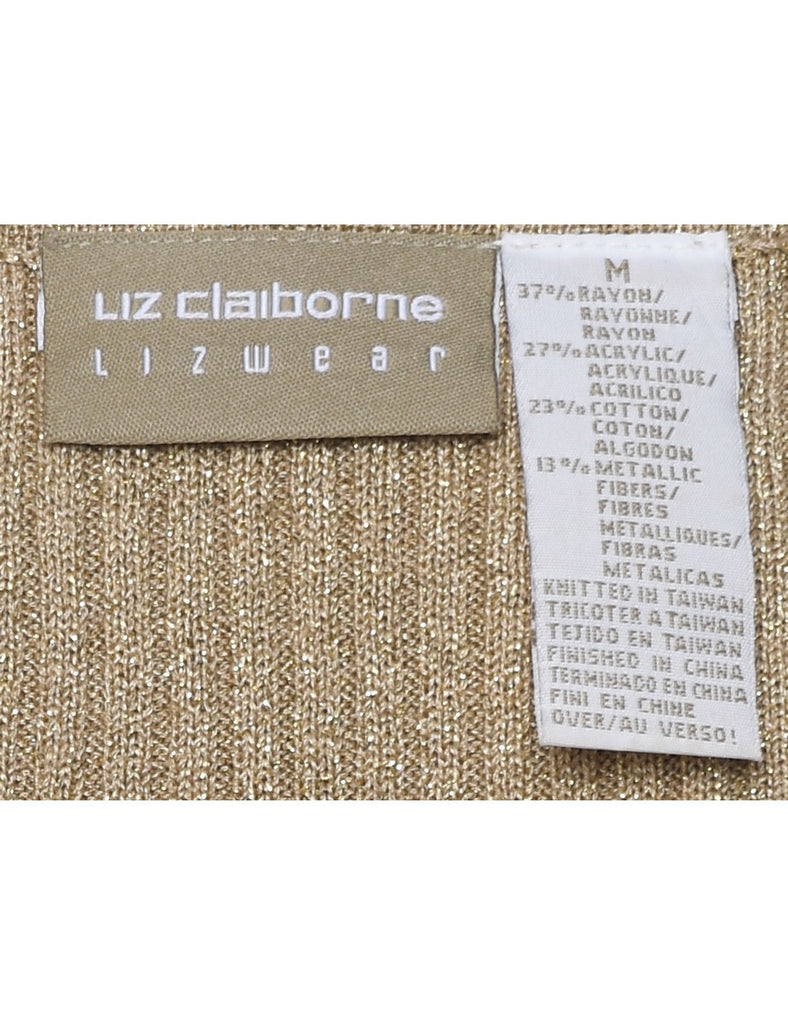 LIZ claiborne
LIZwear
M
37% RAYON/
RAYONNE/
RAYON
27% ACRYLIC/
ACRYLIQUE/
ACRILICO
23% COTTON/
COTON/
ALGODON
13% METALLIC
FIBERS/
FIBRES
METALLIQUES/
FIBRAS
METALICAS
KNITTED IN TAIWAN
TRICOTER A TAIWAN
TEJIDO EN TAIWAN
FINISHED IN CHINA
TERMINADO EN CHINA
FINI EN CHINE
OVER/AU VERSO!